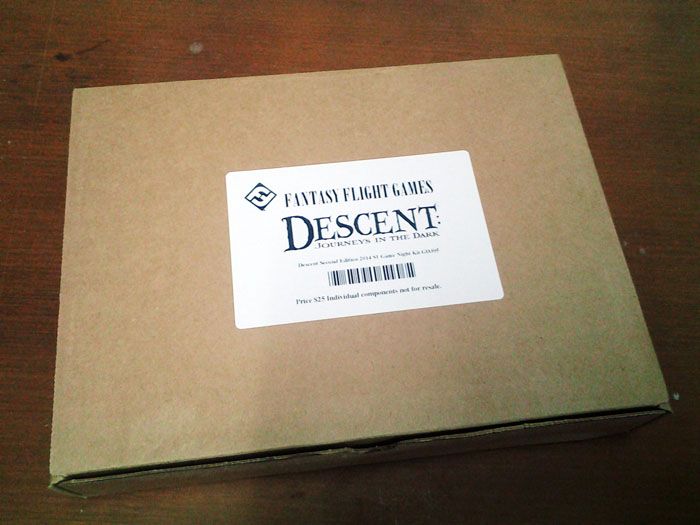 FANTASY FLIGHT GAMES
DESCENT:
JOURNEYS IN THE DARK
Descent Second Edition 2014 S1 Game Night Kit
Price $25 Individual components not for resale.